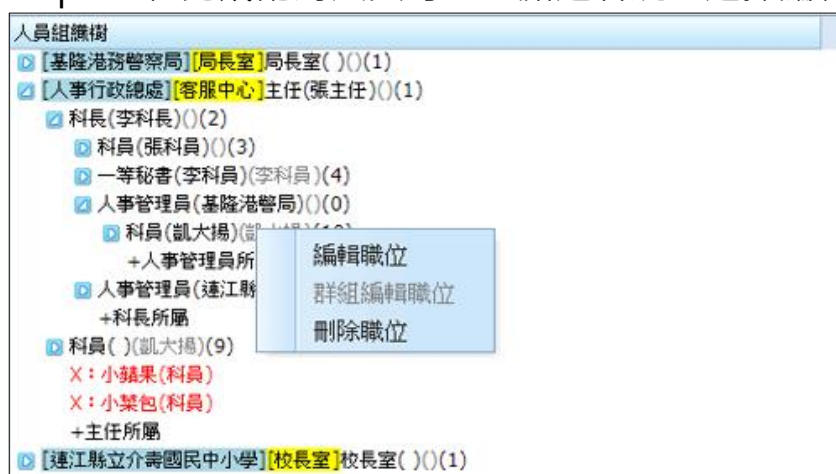 人員組織樹
[基隆港務警察局][局長室]局長室( )()(1)
[人事行政總處][客服中心]主任(張主任)()(1)
科長(李科長)()(2)
科員(張科員)()(3)
一等秘書(李科員)(李科員)(4)
人事管理員(基隆港警局)()(0)
科員(凱大揚)
+人事管理員所
人事管理員(連江縣
+科長所屬
科員( )(凱大揚)(9)
X：小蘋果(科員)
X：小菜包(科員)
+主任所屬
[連江縣立介壽國民中小學][校長室]校長室( )()(1)
編輯職位
群組編輯職位
刪除職位